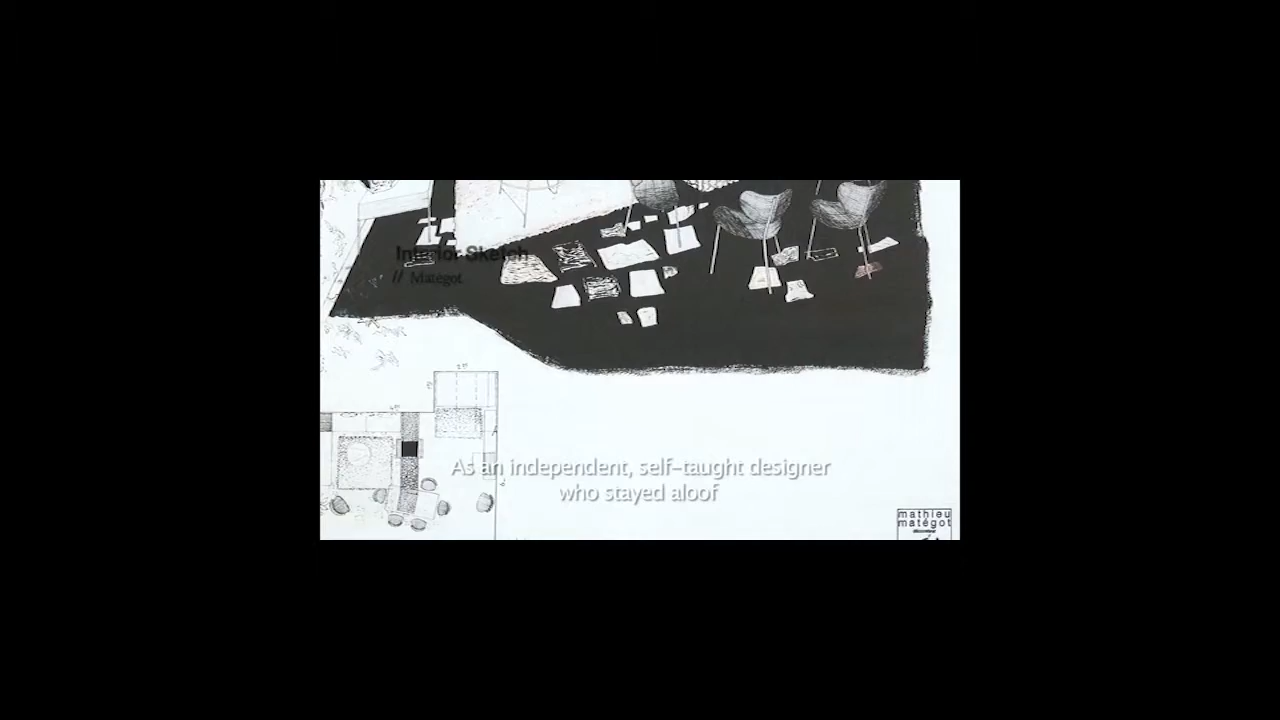 Interior Sketch
// Matégot
As an independent, self-taught designer
who stayed aloof
mathieu
matégot